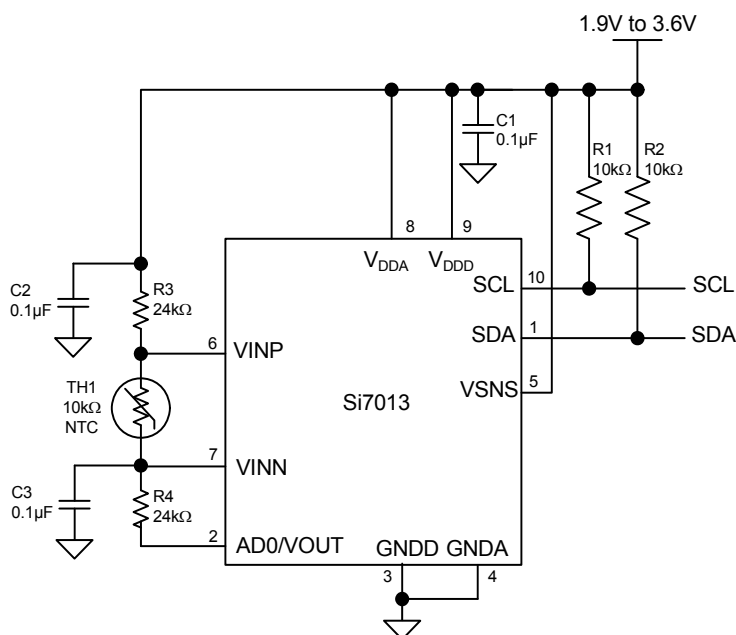 1.9V to 3.6V
C1
0.1µF
R1
10kΩ
R2
10kΩ
8
9
VDDA
VDDD
C2
0.1µF
R3
24kΩ
SCL
10
SCL
6
VINP
SDA
1
SDA
TH1
10kΩ
NTC
Si7013
VSNS
5
7
VINN
C3
0.1µF
R4
24kΩ
2
AD0/VOUT
GNDD
GNDA
3
4